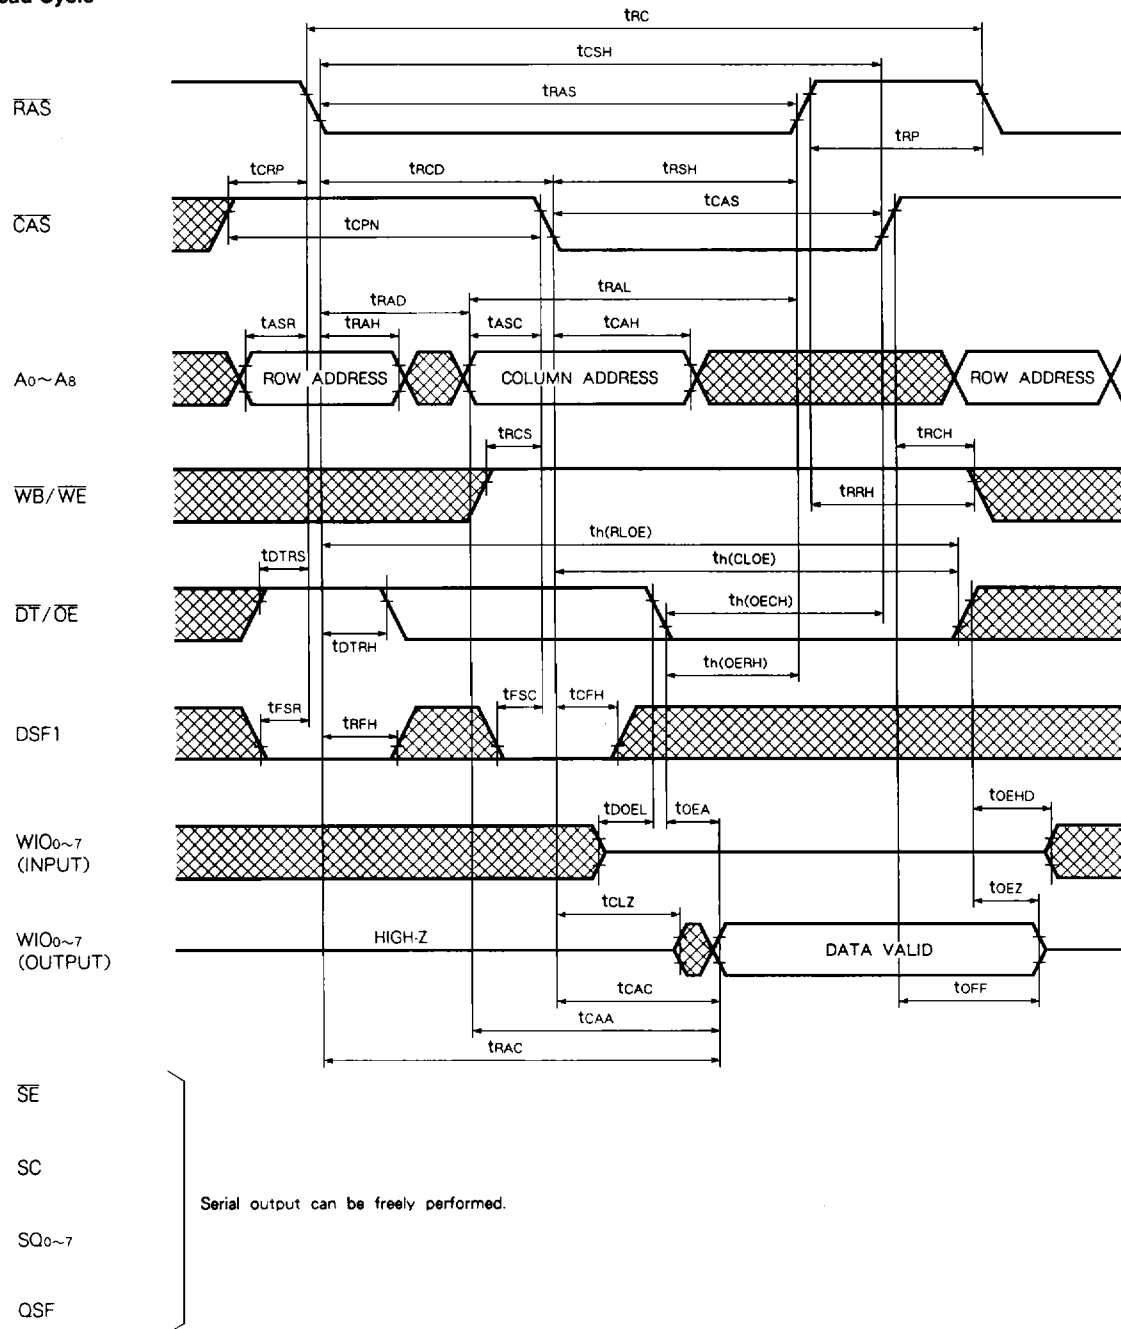 ead Cycle
tRC
tCSH
RAS
tRAS
tRP
tCRP
tRCD
tRSH
CAS
tCPN
tCAS
tRAL
tRAD
tASR
tRAH
tASC
tCAH
A0~A8
ROW ADDRESS
COLUMN ADDRESS
ROW ADDRESS
tRCS
tRCH
WB/WE
tRRH
th(RLOE)
tDTRS
th(CLOE)
DT/OE
th(OECH)
tDTRH
th(OERH)
tFSR
tFSC
tCFH
DSF1
tRFH
tDOEL
tOEA
tOEHD
WIO0~7
(INPUT)
tCLZ
tOEZ
WIO0~7
(OUTPUT)
HIGH-Z
DATA VALID
tCAC
tOFF
tCAA
tRAC
SE
SC
Serial output can be freely performed.
SQ0~7
QSF